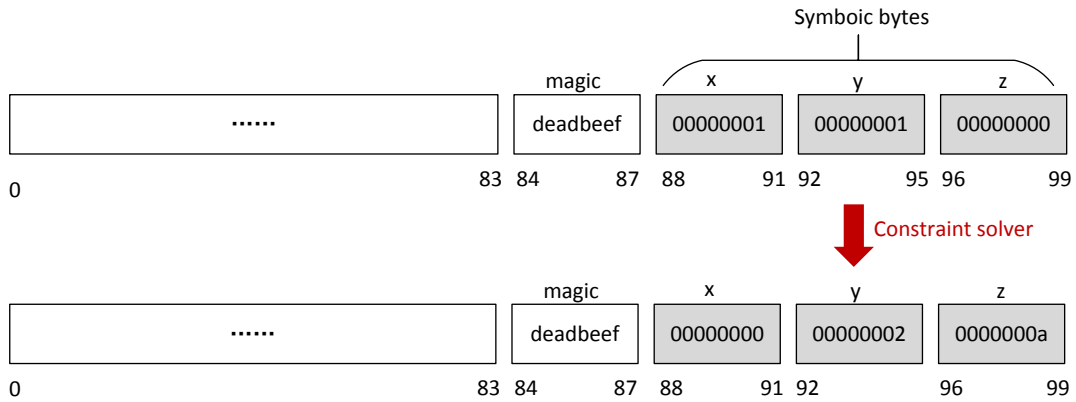 Symboic bytes
magic x y z
...... deadbeef 00000001 00000001 00000000
0 83 84 87 88 91 92 95 96 99
Constraint solver
magic x y z
...... deadbeef 00000000 00000002 0000000a
0 83 84 87 88 91 92 96 99